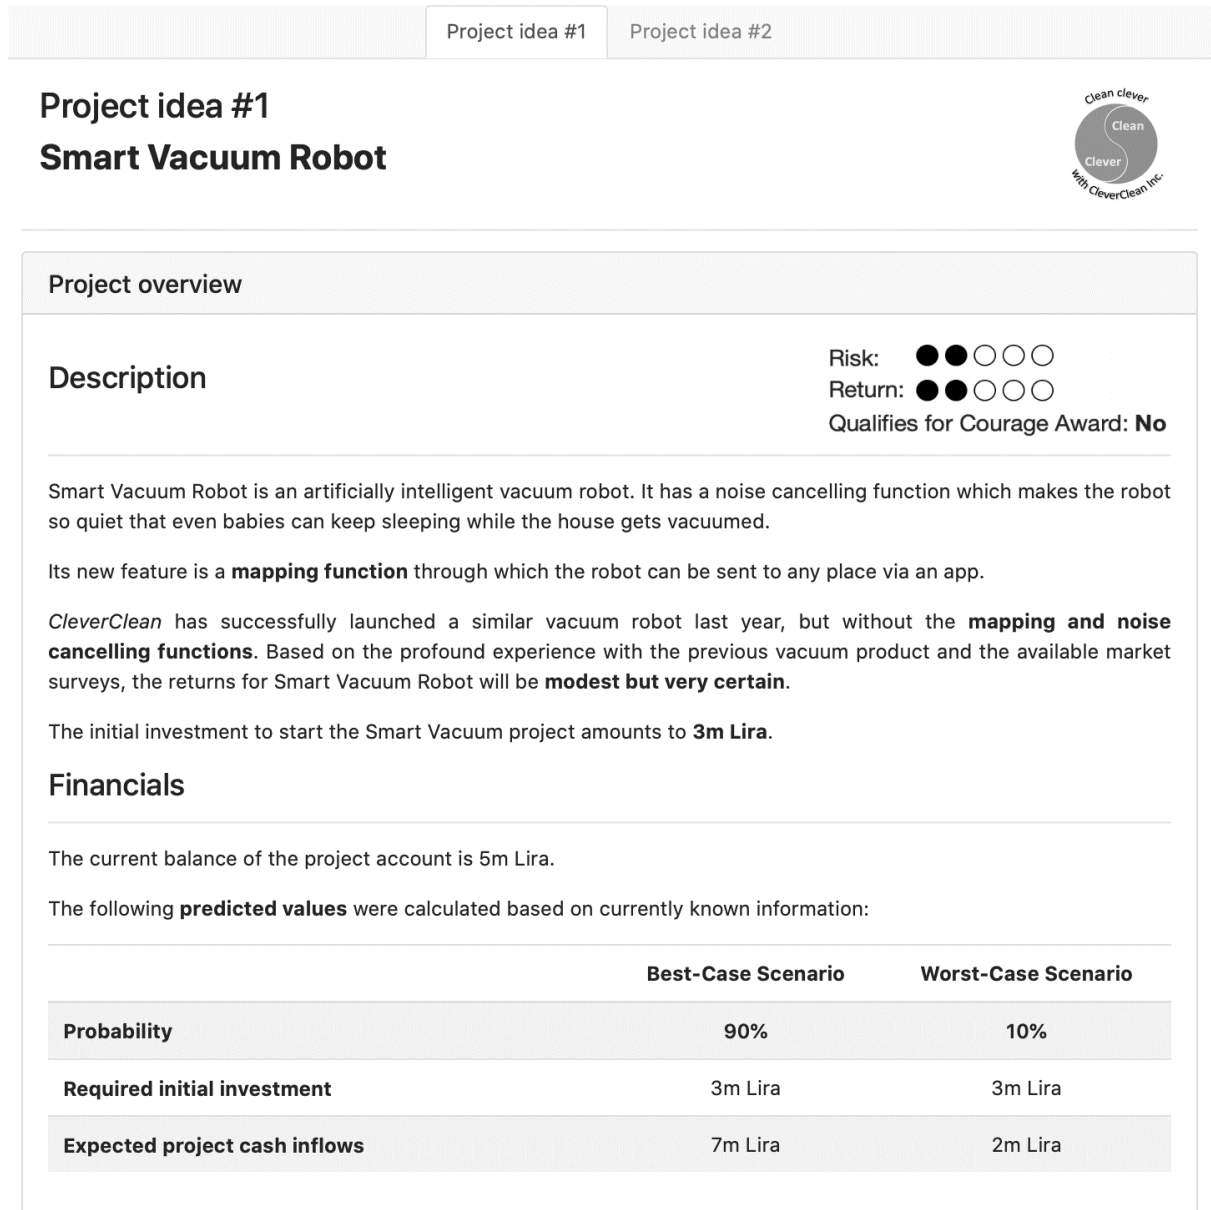 Project idea #1
Project idea #2
Project idea #1
Smart Vacuum Robot
Clean clever
Clean
Clever
with CleverClean Inc.
Project overview
Description
Risk:
Return:
Qualifies for Courage Award: No
Smart Vacuum Robot is an artificially intelligent vacuum robot. It has a noise cancelling function which makes the robot
so quiet that even babies can keep sleeping while the house gets vacuumed.
Its new feature is a mapping function through which the robot can be sent to any place via an app.
CleverClean has successfully launched a similar vacuum robot last year, but without the mapping and noise
cancelling functions. Based on the profound experience with the previous vacuum product and the available market
surveys, the returns for Smart Vacuum Robot will be modest but very certain.
The initial investment to start the Smart Vacuum project amounts to 3m Lira.
Financials
The current balance of the project account is 5m Lira.
The following predicted values were calculated based on currently known information:
Best-Case Scenario Worst-Case Scenario
Probability 90% 10%
Required initial investment 3m Lira 3m Lira
Expected project cash inflows 7m Lira 2m Lira